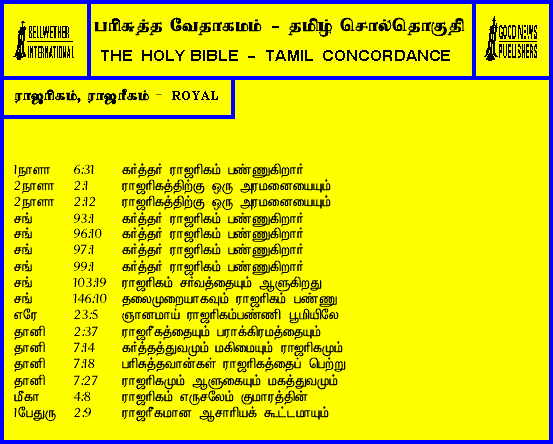 BELLWETHER
INTERNATIONAL
பரிசுத்த வேதாகமம் - தமிழ் சொல்தொகுதி
THE HOLY BIBLE - TAMIL CONCORDANCE
GOOD NEWS
PUBLISHERS
ராஜரிகம், ராஜரீகம் - ROYAL
1நாளா 6:31 கர்த்தர் ராஜரிகம் பண்ணுகிறார்
2நாளா 2:1 ராஜரிகத்திற்கு ஒரு அரமனையையும்
2நாளா 2:12 ராஜரிகத்திற்கு ஒரு அரமனையையும்
சங் 93:1 கர்த்தர் ராஜரிகம் பண்ணுகிறார்
சங் 96:10 கர்த்தர் ராஜரிகம் பண்ணுகிறார்
சங் 97:1 கர்த்தர் ராஜரிகம் பண்ணுகிறார்
சங் 99:1 கர்த்தர் ராஜரிகம் பண்ணுகிறார்
சங் 103:19 ராஜரிகம் சர்வத்தையும் ஆளுகிறது
சங் 146:10 தலைமுறையாகவும் ராஜரிகம் பண்ணு
எரே 23:5 ஞானமாய் ராஜரிகம்பண்ணி பூமியிலே
தானி 2:37 ராஜரீகத்தையும் பராக்கிரமத்தையும்
தானி 7:14 கர்த்தத்துவமும் மகிமையும் ராஜரிகமும்
தானி 7:18 பரிசுத்தவான்கள் ராஜரிகத்தைப் பெற்று
தானி 7:27 ராஜரிகமும் ஆளுகையும் மகத்துவமும்
மீகா 4:8 ராஜரிகம் எருசலேம் குமாரத்தின்
1பேதுரு 2:9 ராஜரீகமான ஆசாரியக் கூட்டமாயும்